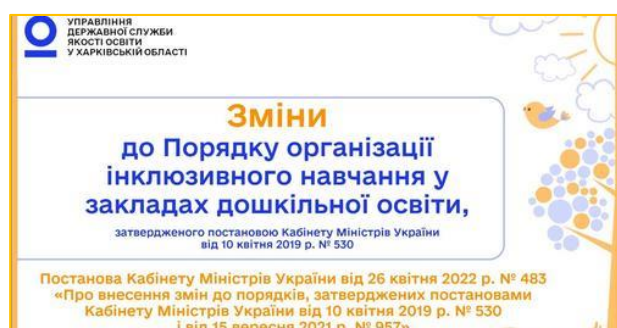 УПРАВЛІННЯ
ДЕРЖАВНОЇ СЛУЖБИ
ЯКОСТІ ОСВІТИ
У ХАРКІВСЬКІЙ ОБЛАСТІ
Зміни
до Порядку організації
інклюзивного навчання у
закладах дошкільної освіти,
затвердженого постановою Кабінету Міністрів України
від 10 квітня 2019 р. № 530
Постанова Кабінету Міністрів України від 26 квітня 2022 р. № 483
«Про внесення змін до порядків, затверджених постановами
Кабінету Міністрів України від 10 квітня 2019 р. № 530
і від 15 вересня 2021 р. № 957»